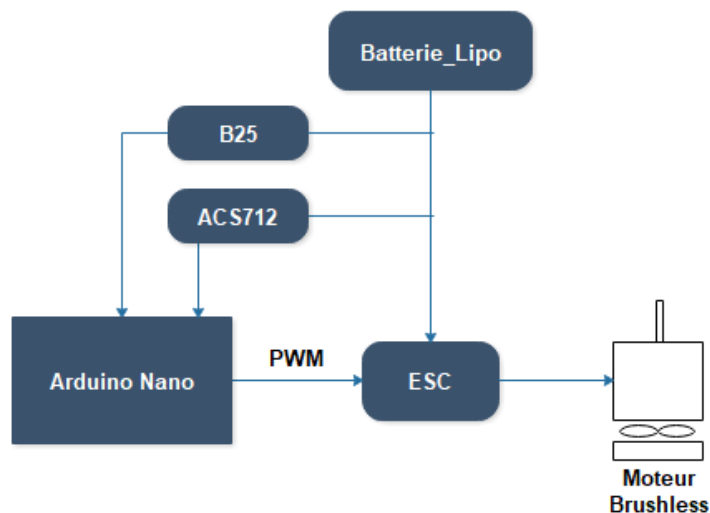 Batterie_Lipo
B25
ACS712
Arduino Nano
PWM
ESC
Moteur
Brushless